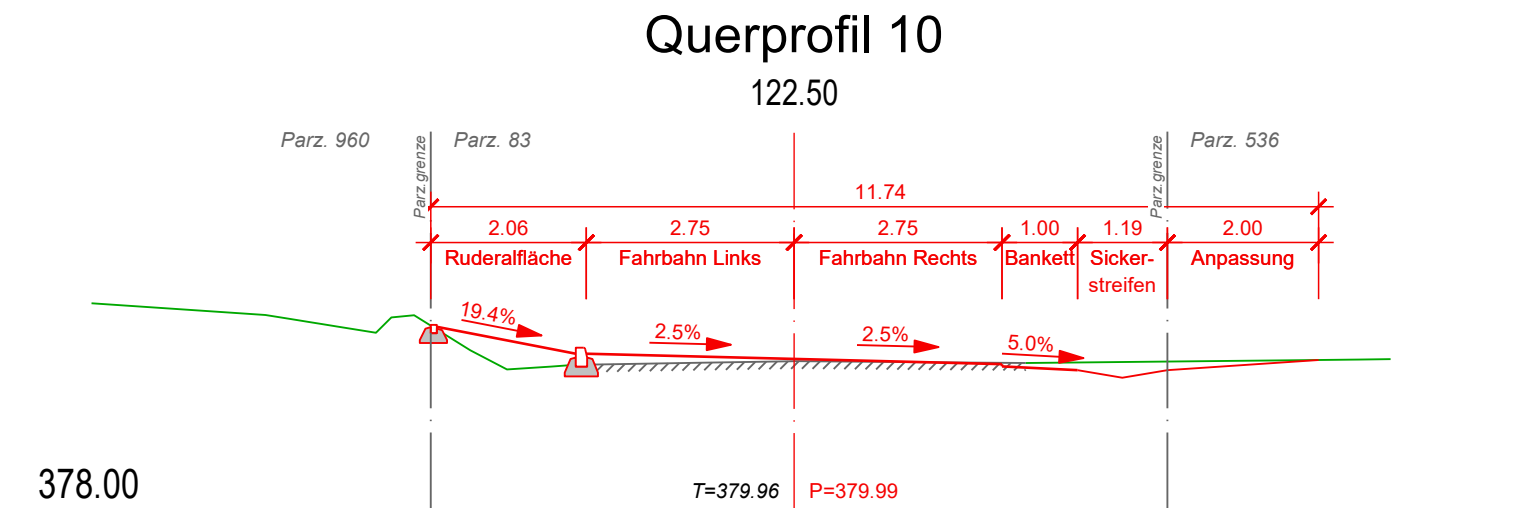 Querprofil 10
122.50
Parz. 960
Parz.grenze
Parz. 83
Parz.grenze
Parz. 536
11.74
2.06
2.75
2.75
1.00
1.19
2.00
Ruderalfläche
Fahrbahn Links
Fahrbahn Rechts
Bankett
Sicker-
streifen
Anpassung
19.4%
2.5%
2.5%
5.0%
378.00
T=379.96
P=379.99